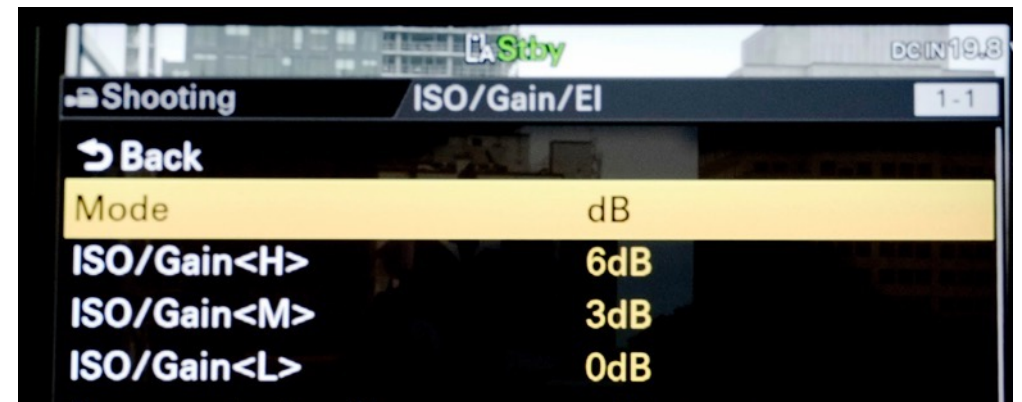 A Stby DC IN 19.8 V
Shooting ISO/Gain/EI 1-1
Back
Mode dB
ISO/Gain<H> 6dB
ISO/Gain<M> 3dB
ISO/Gain<L> 0dB